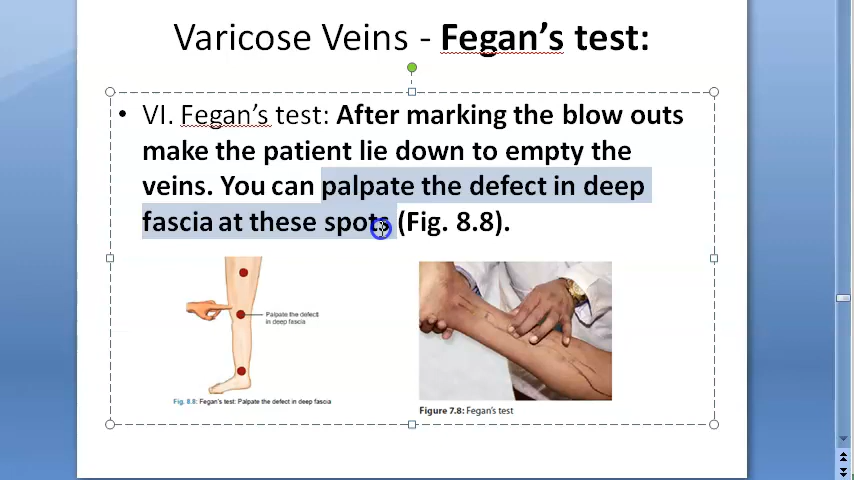 Varicose Veins - Fegan's test:
• VI. Fegan's test: After marking the blow outs
make the patient lie down to empty the
veins. You can palpate the defect in deep
fascia at these spots (Fig. 8.8).
Palpate the defect
in deep fascia
Fig. 8.8: Fegan's test: Palpate the defect in deep fascia
Figure 7.8: Fegan's test